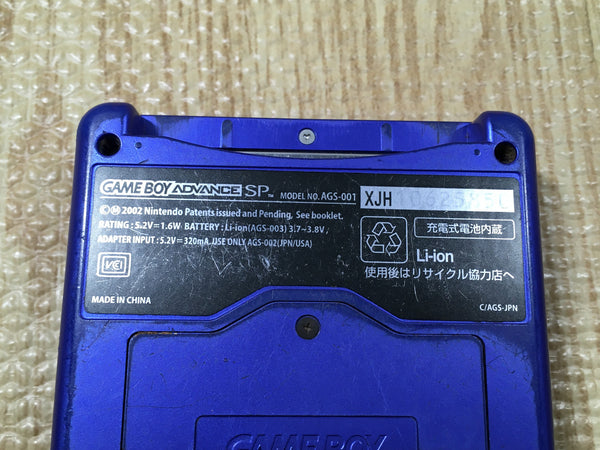 GAME BOY ADVANCE SP™ MODEL NO. AGS-001 XJH
©Ⓜ 2002 Nintendo Patents issued and Pending, See booklet.
RATING : 5.2V⎓1.6W BATTERY : Li-ion(AGS-003) 3.7~3.8V,
ADAPTER INPUT : 5.2V⎓320mA, USE ONLY AGS-002(JPN/USA)
VCI
MADE IN CHINA
充電式電池内蔵
Li-ion
使用後はリサイクル協力店へ
C/AGS-JPN
GAME BOY